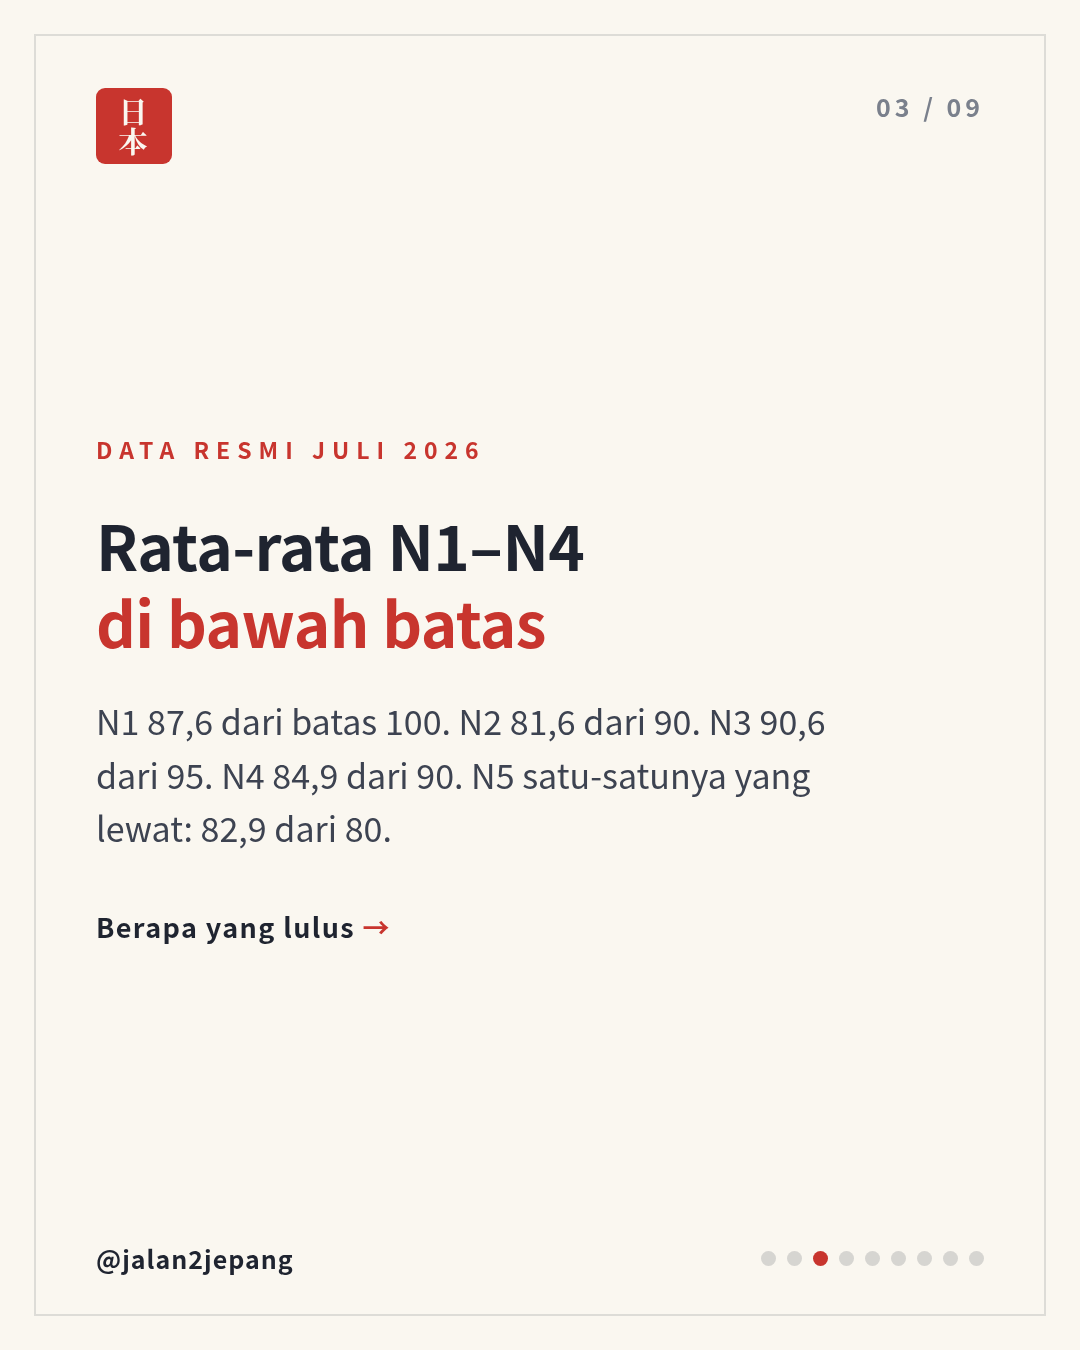 日
本
03 / 09
DATA RESMI JULI 2026
Rata-rata N1–N4
di bawah batas
N1 87,6 dari batas 100. N2 81,6 dari 90. N3 90,6
dari 95. N4 84,9 dari 90. N5 satu-satunya yang
lewat: 82,9 dari 80.
Berapa yang lulus →
@jalan2jepang